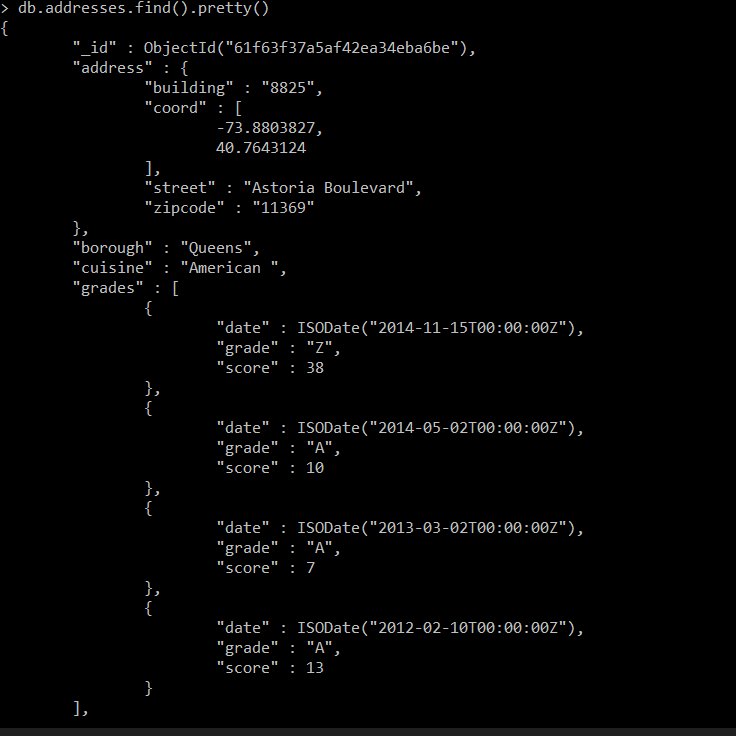 > db.addresses.find().pretty()
{
"_id" : ObjectId("61f63f37a5af42ea34eba6be"),
"address" : {
"building" : "8825",
"coord" : [
-73.8803827,
40.7643124
],
"street" : "Astoria Boulevard",
"zipcode" : "11369"
},
"borough" : "Queens",
"cuisine" : "American ",
"grades" : [
{
"date" : ISODate("2014-11-15T00:00:00Z"),
"grade" : "Z",
"score" : 38
},
{
"date" : ISODate("2014-05-02T00:00:00Z"),
"grade" : "A",
"score" : 10
},
{
"date" : ISODate("2013-03-02T00:00:00Z"),
"grade" : "A",
"score" : 7
},
{
"date" : ISODate("2012-02-10T00:00:00Z"),
"grade" : "A",
"score" : 13
}
],